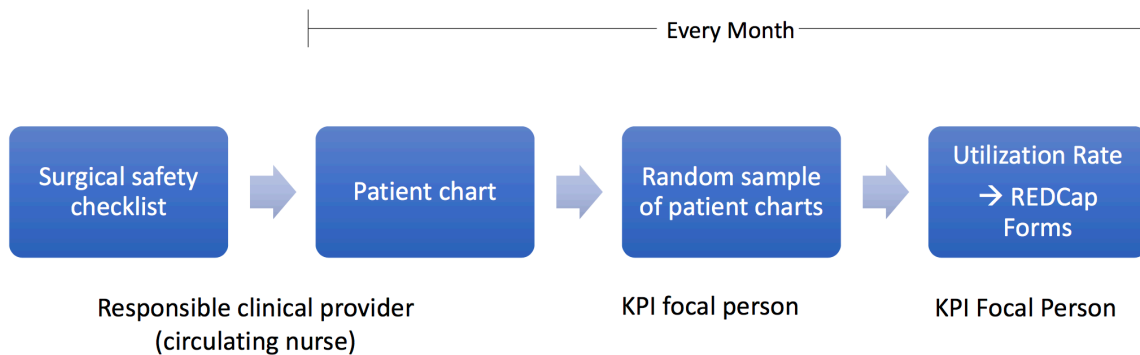 Every Month
Surgical safety
checklist
Patient chart
Random sample
of patient charts
Utilization Rate
→ REDCap
Forms
Responsible clinical provider
(circulating nurse)
KPI focal person
KPI Focal Person